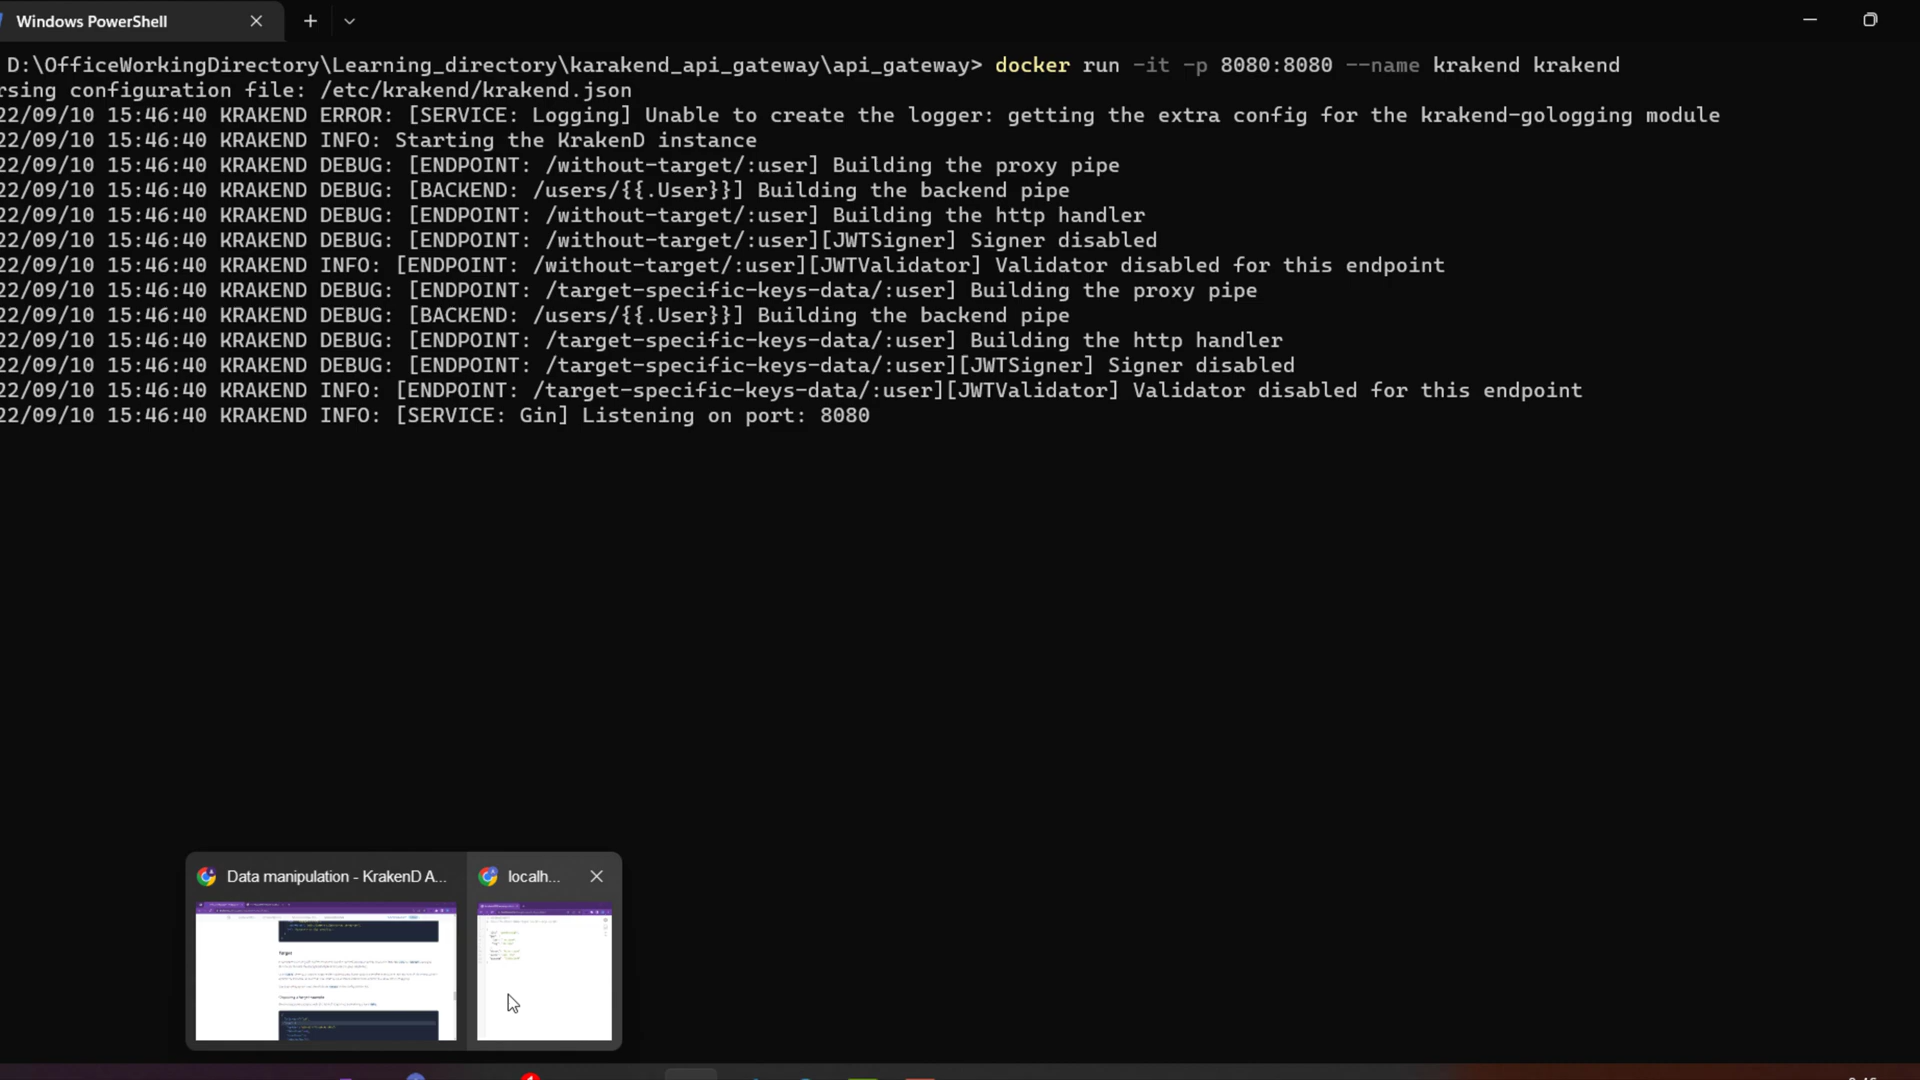 Windows PowerShell
D:\OfficeWorkingDirectory\Learning_directory\karakend_api_gateway\api_gateway> docker run -it -p 8080:8080 --name krakend krakend
rsing configuration file: /etc/krakend/krakend.json
22/09/10 15:46:40 KRAKEND ERROR: [SERVICE: Logging] Unable to create the logger: getting the extra config for the krakend-gologging module
22/09/10 15:46:40 KRAKEND INFO: Starting the KrakenD instance
22/09/10 15:46:40 KRAKEND DEBUG: [ENDPOINT: /without-target/:user] Building the proxy pipe
22/09/10 15:46:40 KRAKEND DEBUG: [BACKEND: /users/{{.User}}] Building the backend pipe
22/09/10 15:46:40 KRAKEND DEBUG: [ENDPOINT: /without-target/:user] Building the http handler
22/09/10 15:46:40 KRAKEND DEBUG: [ENDPOINT: /without-target/:user][JWTSigner] Signer disabled
22/09/10 15:46:40 KRAKEND INFO: [ENDPOINT: /without-target/:user][JWTValidator] Validator disabled for this endpoint
22/09/10 15:46:40 KRAKEND DEBUG: [ENDPOINT: /target-specific-keys-data/:user] Building the proxy pipe
22/09/10 15:46:40 KRAKEND DEBUG: [BACKEND: /users/{{.User}}] Building the backend pipe
22/09/10 15:46:40 KRAKEND DEBUG: [ENDPOINT: /target-specific-keys-data/:user] Building the http handler
22/09/10 15:46:40 KRAKEND DEBUG: [ENDPOINT: /target-specific-keys-data/:user][JWTSigner] Signer disabled
22/09/10 15:46:40 KRAKEND INFO: [ENDPOINT: /target-specific-keys-data/:user][JWTValidator] Validator disabled for this endpoint
22/09/10 15:46:40 KRAKEND INFO: [SERVICE: Gin] Listening on port: 8080
Data manipulation - KrakenD A...
localh...